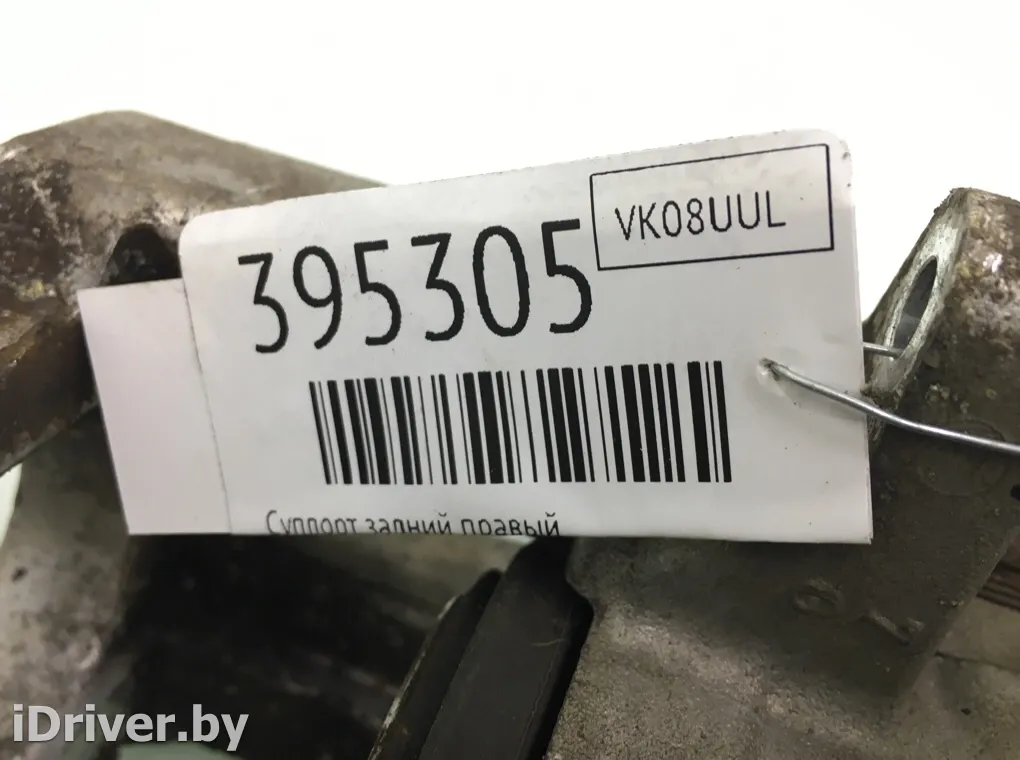 VK08UUL
395305
Суппорт задний правый
iDriver.by